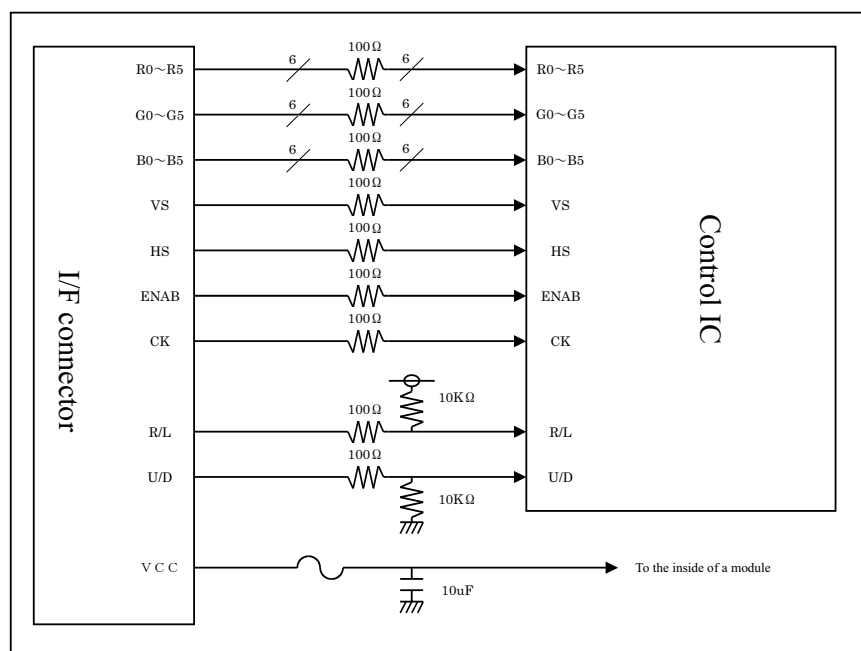 100Ω
R0～R5 6 6 R0～R5
100Ω
G0～G5 6 6 G0～G5
100Ω
B0～B5 6 6 B0～B5
100Ω
VS VS
100Ω
HS HS
100Ω
ENAB ENAB
100Ω
CK CK
10KΩ
100Ω
R/L R/L
100Ω
U/D U/D
10KΩ
I/F connector
Control IC
ＶＣＣ To the inside of a module
10uF